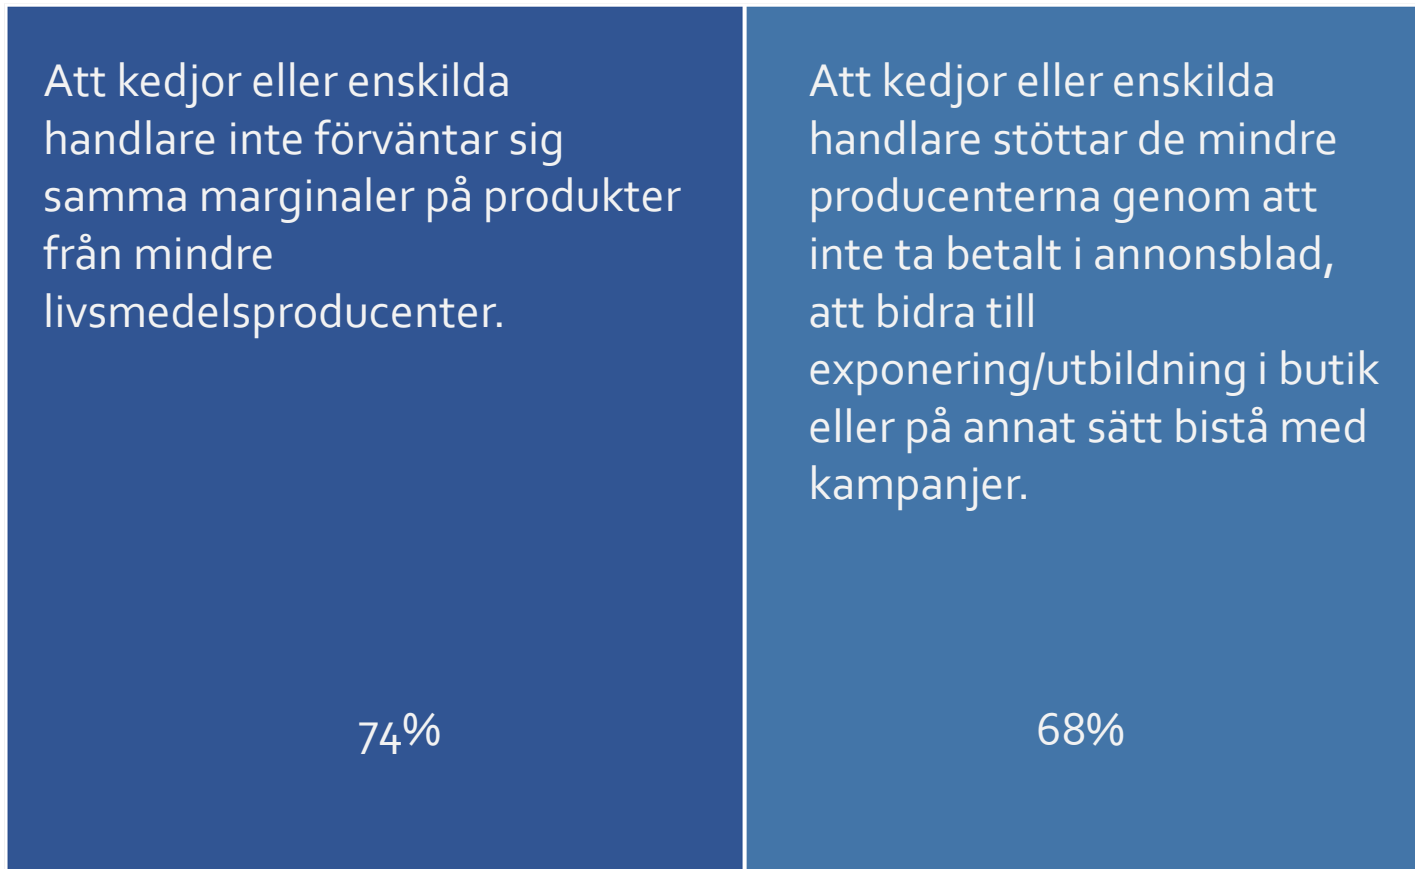 Att kedjor eller enskilda
handlare inte förväntar sig
samma marginaler på produkter
från mindre
livsmedelsproducenter.
74%
Att kedjor eller enskilda
handlare stöttar de mindre
producenterna genom att
inte ta betalt i annonsblad,
att bidra till
exponering/utbildning i butik
eller på annat sätt bistå med
kampanjer.
68%